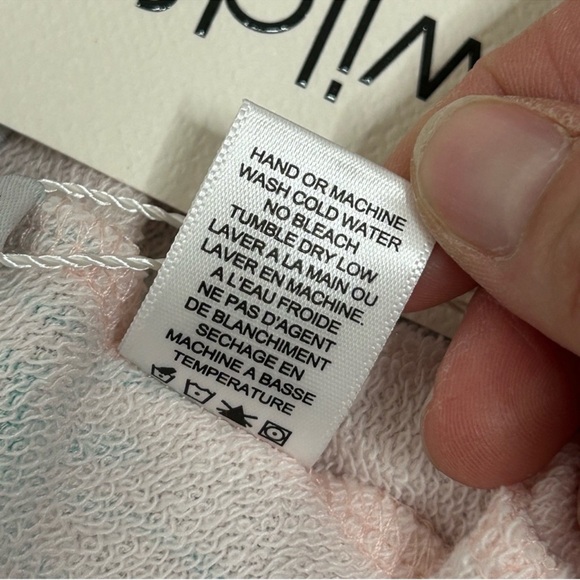 wild
HAND OR MACHINE
WASH COLD WATER
NO BLEACH
TUMBLE DRY LOW
LAVER A LA MAIN OU
LAVER EN MACHINE.
A L'EAU FROIDE
NE PAS D'AGENT
DE BLANCHIMENT
SECHAGE EN
MACHINE A BASSE
TEMPERATURE